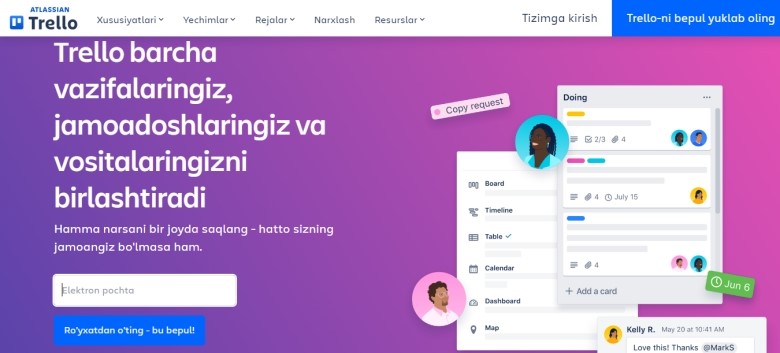 ATLASSIAN
Trello
Xususiyatlari
Yechimlar
Rejalar
Narxlash
Resurslar
Tizimga kirish
Trello-ni bepul yuklab oling
Trello barcha
vazifalaringiz,
jamoadoshlaringiz va
vositalaringizni
birlashtiradi
Hamma narsani bir joyda saqlang - hatto sizning
jamoangiz bo'lmasa ham.
Elektron pochta
Ro'yxatdan o'ting - bu bepul!
Copy request
Board
Timeline
Table
Calendar
Dashboard
Map
Doing
2/3 4
4 July 15
4
+ Add a card
Jun 6
Kelly R. May 20 at 10:41 AM
Love this! Thanks @MarkS